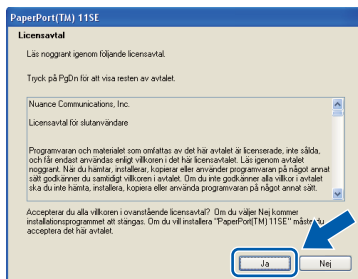 PaperPort(TM) 11SE
Licensavtal
Läs noggrant igenom följande licensavtal.
Tryck på PgDn för att visa resten av avtalet.
Nuance Communications, Inc.
Licensavtal för slutanvändare
Programvaran och materialet som omfattas av det här avtalet är licenserade, inte sålda,
och får endast användas enligt villkoren i det här licensavtalet. Läs igenom avtalet
noggrant. När du hämtar, installerar, kopierar eller använder programvaran på något annat
sätt godkänner du samtidigt villkoren i avtalet. Om du inte godkänner alla villkor i avtalet
ska du inte hämta, installera, kopiera eller använda programvaran på något annat sätt.
Accepterar du alla villkoren i ovanstående licensavtal? Om du väljer Nej kommer
installationsprogrammet att stängas. Om du vill installera "PaperPort(TM) 11SE" måste du
acceptera det här avtalet.
Ja
Nej